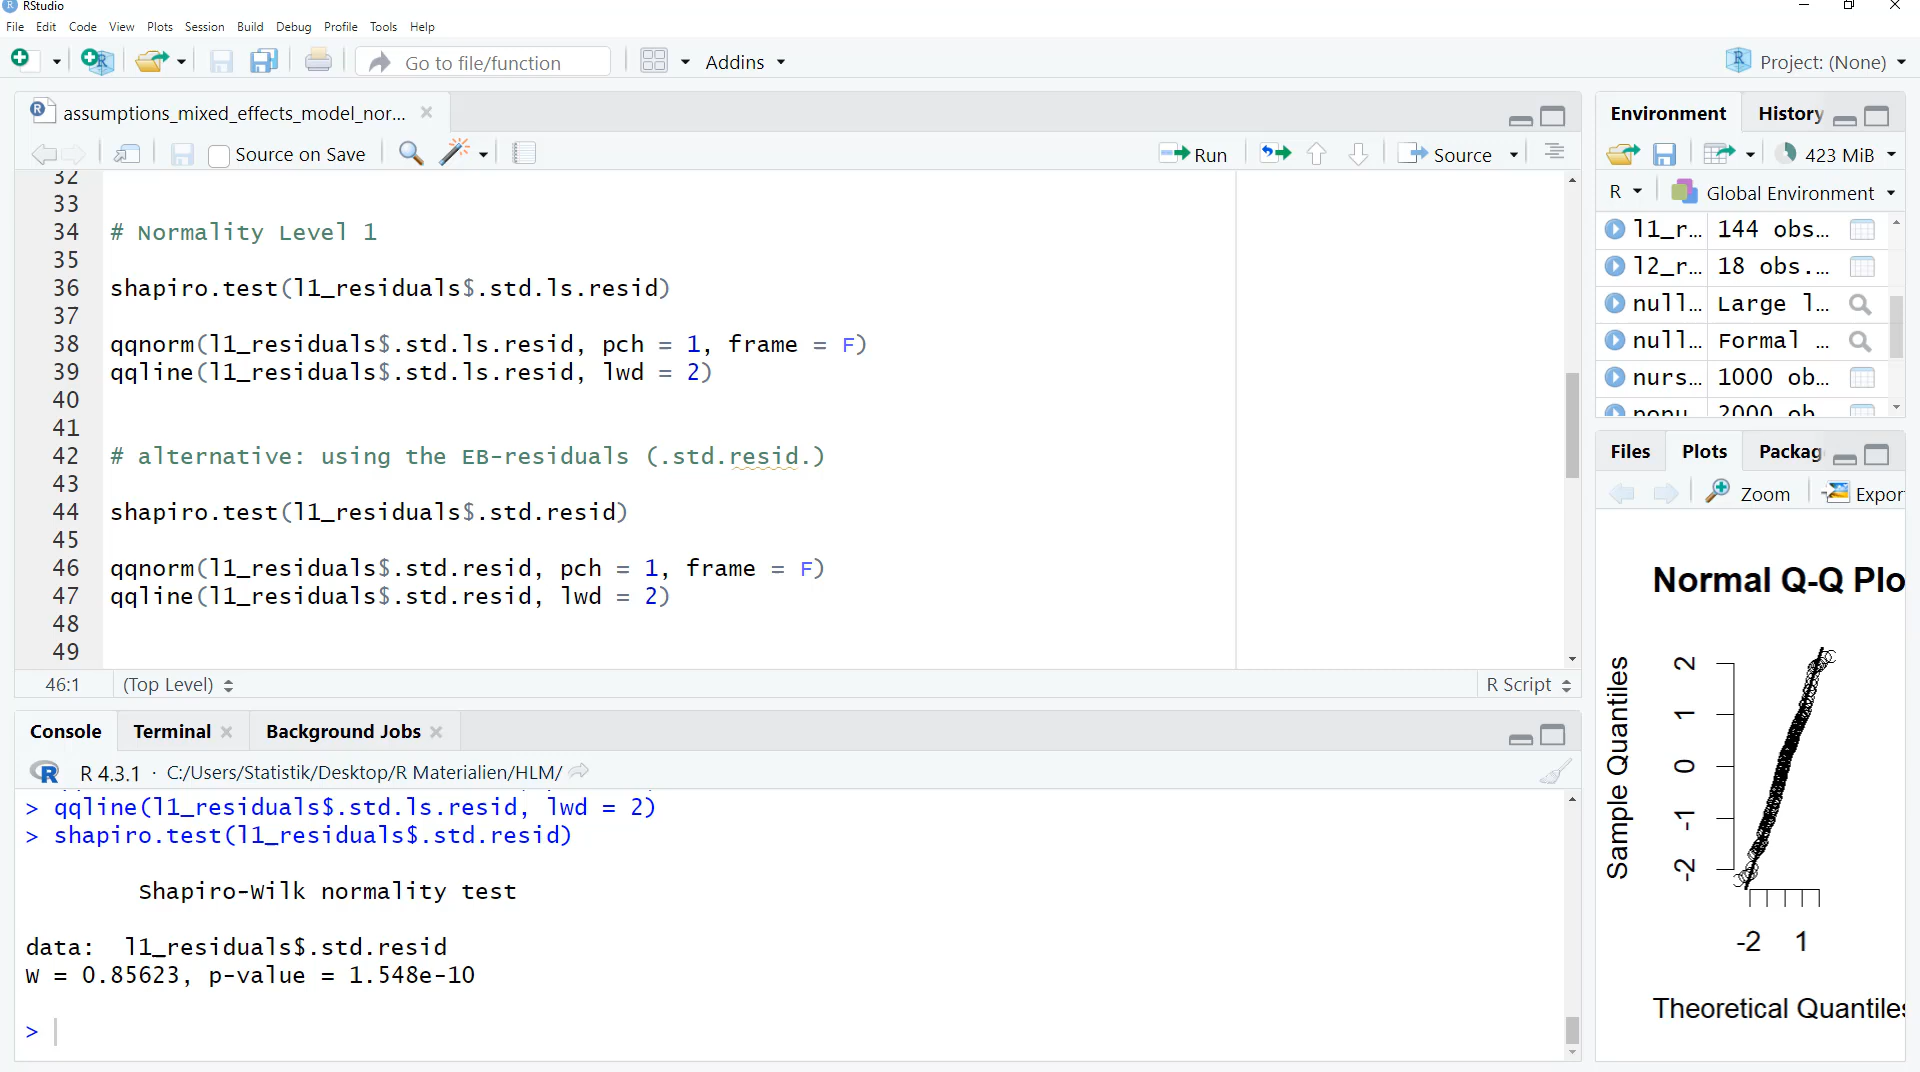 RStudio
File Edit Code View Plots Session Build Debug Profile Tools Help
Go to file/function Addins Project: (None)
assumptions_mixed_effects_model_nor...
Source on Save Run Source
32
33
34 # Normality Level 1
35
36 shapiro.test(l1_residuals$.std.ls.resid)
37
38 qqnorm(l1_residuals$.std.ls.resid, pch = 1, frame = F)
39 qqline(l1_residuals$.std.ls.resid, lwd = 2)
40
41
42 # alternative: using the EB-residuals (.std.resid.)
43
44 shapiro.test(l1_residuals$.std.resid)
45
46 qqnorm(l1_residuals$.std.resid, pch = 1, frame = F)
47 qqline(l1_residuals$.std.resid, lwd = 2)
48
49
46:1 (Top Level) R Script
Console Terminal Background Jobs
R 4.3.1 · C:/Users/Statistik/Desktop/R Materialien/HLM/
> qqline(l1_residuals$.std.ls.resid, lwd = 2)
> shapiro.test(l1_residuals$.std.resid)
Shapiro-Wilk normality test
data: l1_residuals$.std.resid
W = 0.85623, p-value = 1.548e-10
>
Environment History
423 MiB
R Global Environment
l1_r... 144 obs...
l2_r... 18 obs....
null... Large l...
null... Formal ...
nurs... 1000 ob...
Files Plots Packag
Zoom Expor
Normal Q-Q Plo
Sample Quantiles
2
1
0
-1
-2
-2 1
Theoretical Quantiles